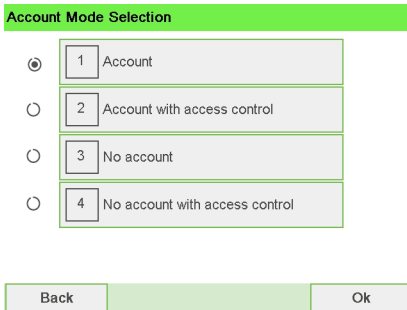 Account Mode Selection
1 Account
2 Account with access control
3 No account
4 No account with access control
Back Ok